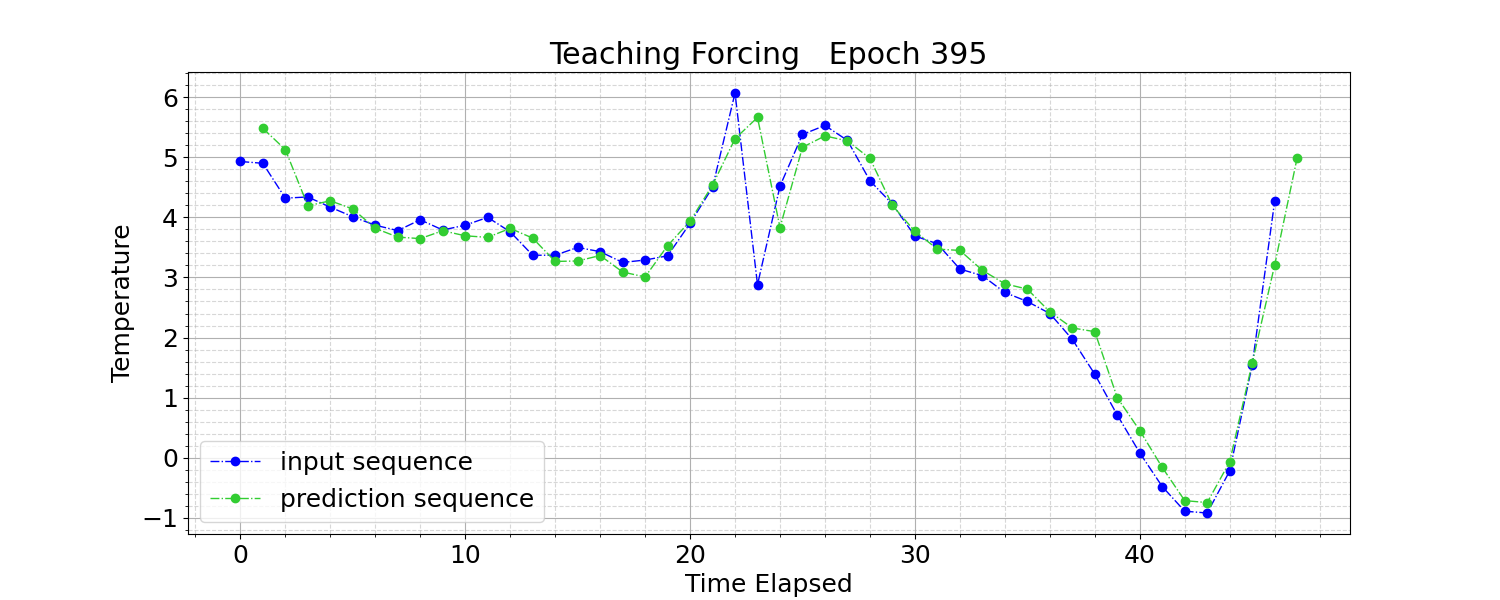 Teaching Forcing   Epoch 395
6
5
4
3
2
1
0
−1
Temperature
input sequence
prediction sequence
0 10 20 30 40
Time Elapsed